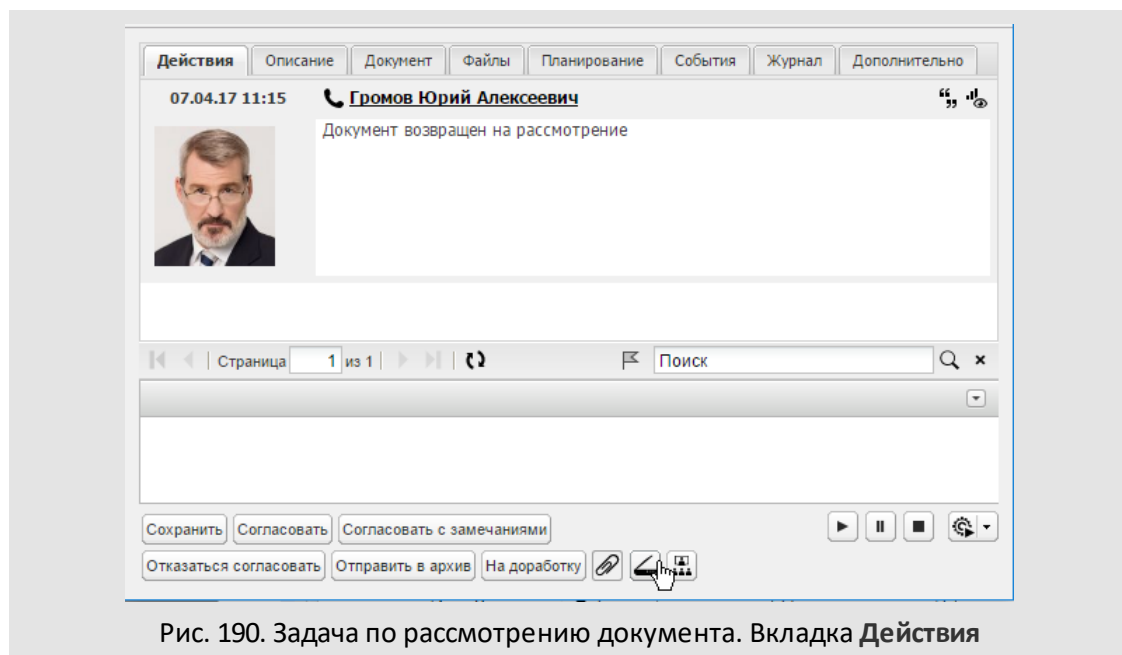 Действия Описание Документ Файлы Планирование События Журнал Дополнительно
07.04.17 11:15 Громов Юрий Алексеевич
Документ возвращен на рассмотрение
Страница 1 из 1 Поиск
Сохранить Согласовать Согласовать с замечаниями
Отказаться согласовать Отправить в архив На доработку
Рис. 190. Задача по рассмотрению документа. Вкладка Действия